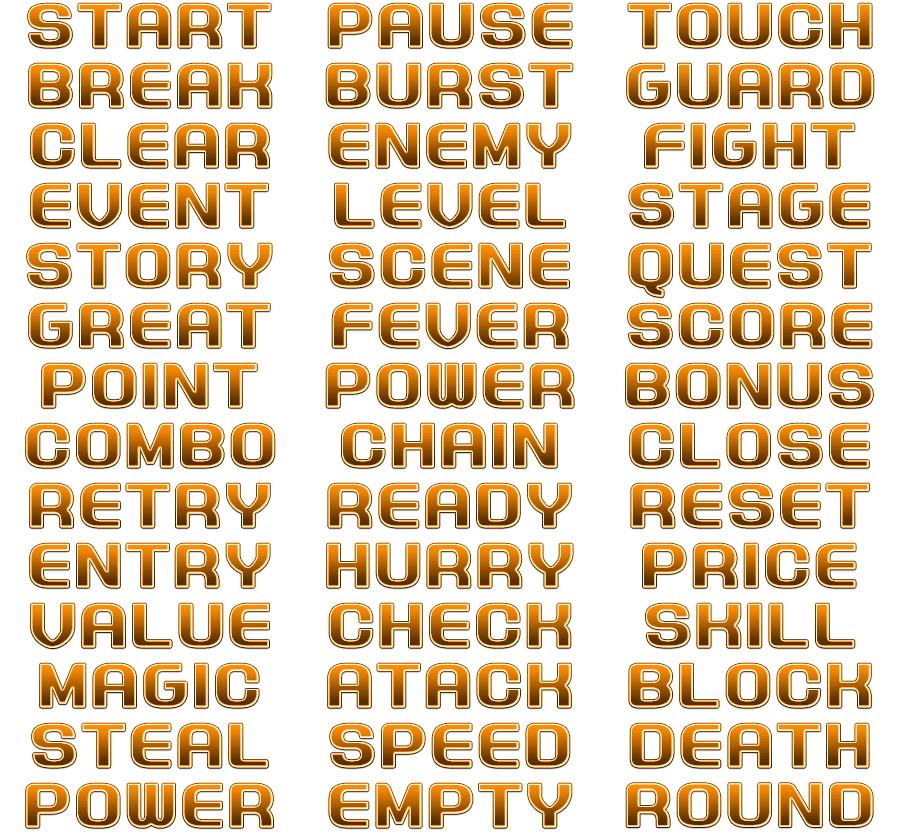 START PAUSE TOUCH
BREAK BURST GUARD
CLEAR ENEMY FIGHT
EVENT LEVEL STAGE
STORY SCENE QUEST
GREAT FEVER SCORE
POINT POWER BONUS
COMBO CHAIN CLOSE
RETRY READY RESET
ENTRY HURRY PRICE
VALUE CHECK SKILL
MAGIC ATACK BLOCK
STEAL SPEED DEATH
POWER EMPTY ROUND